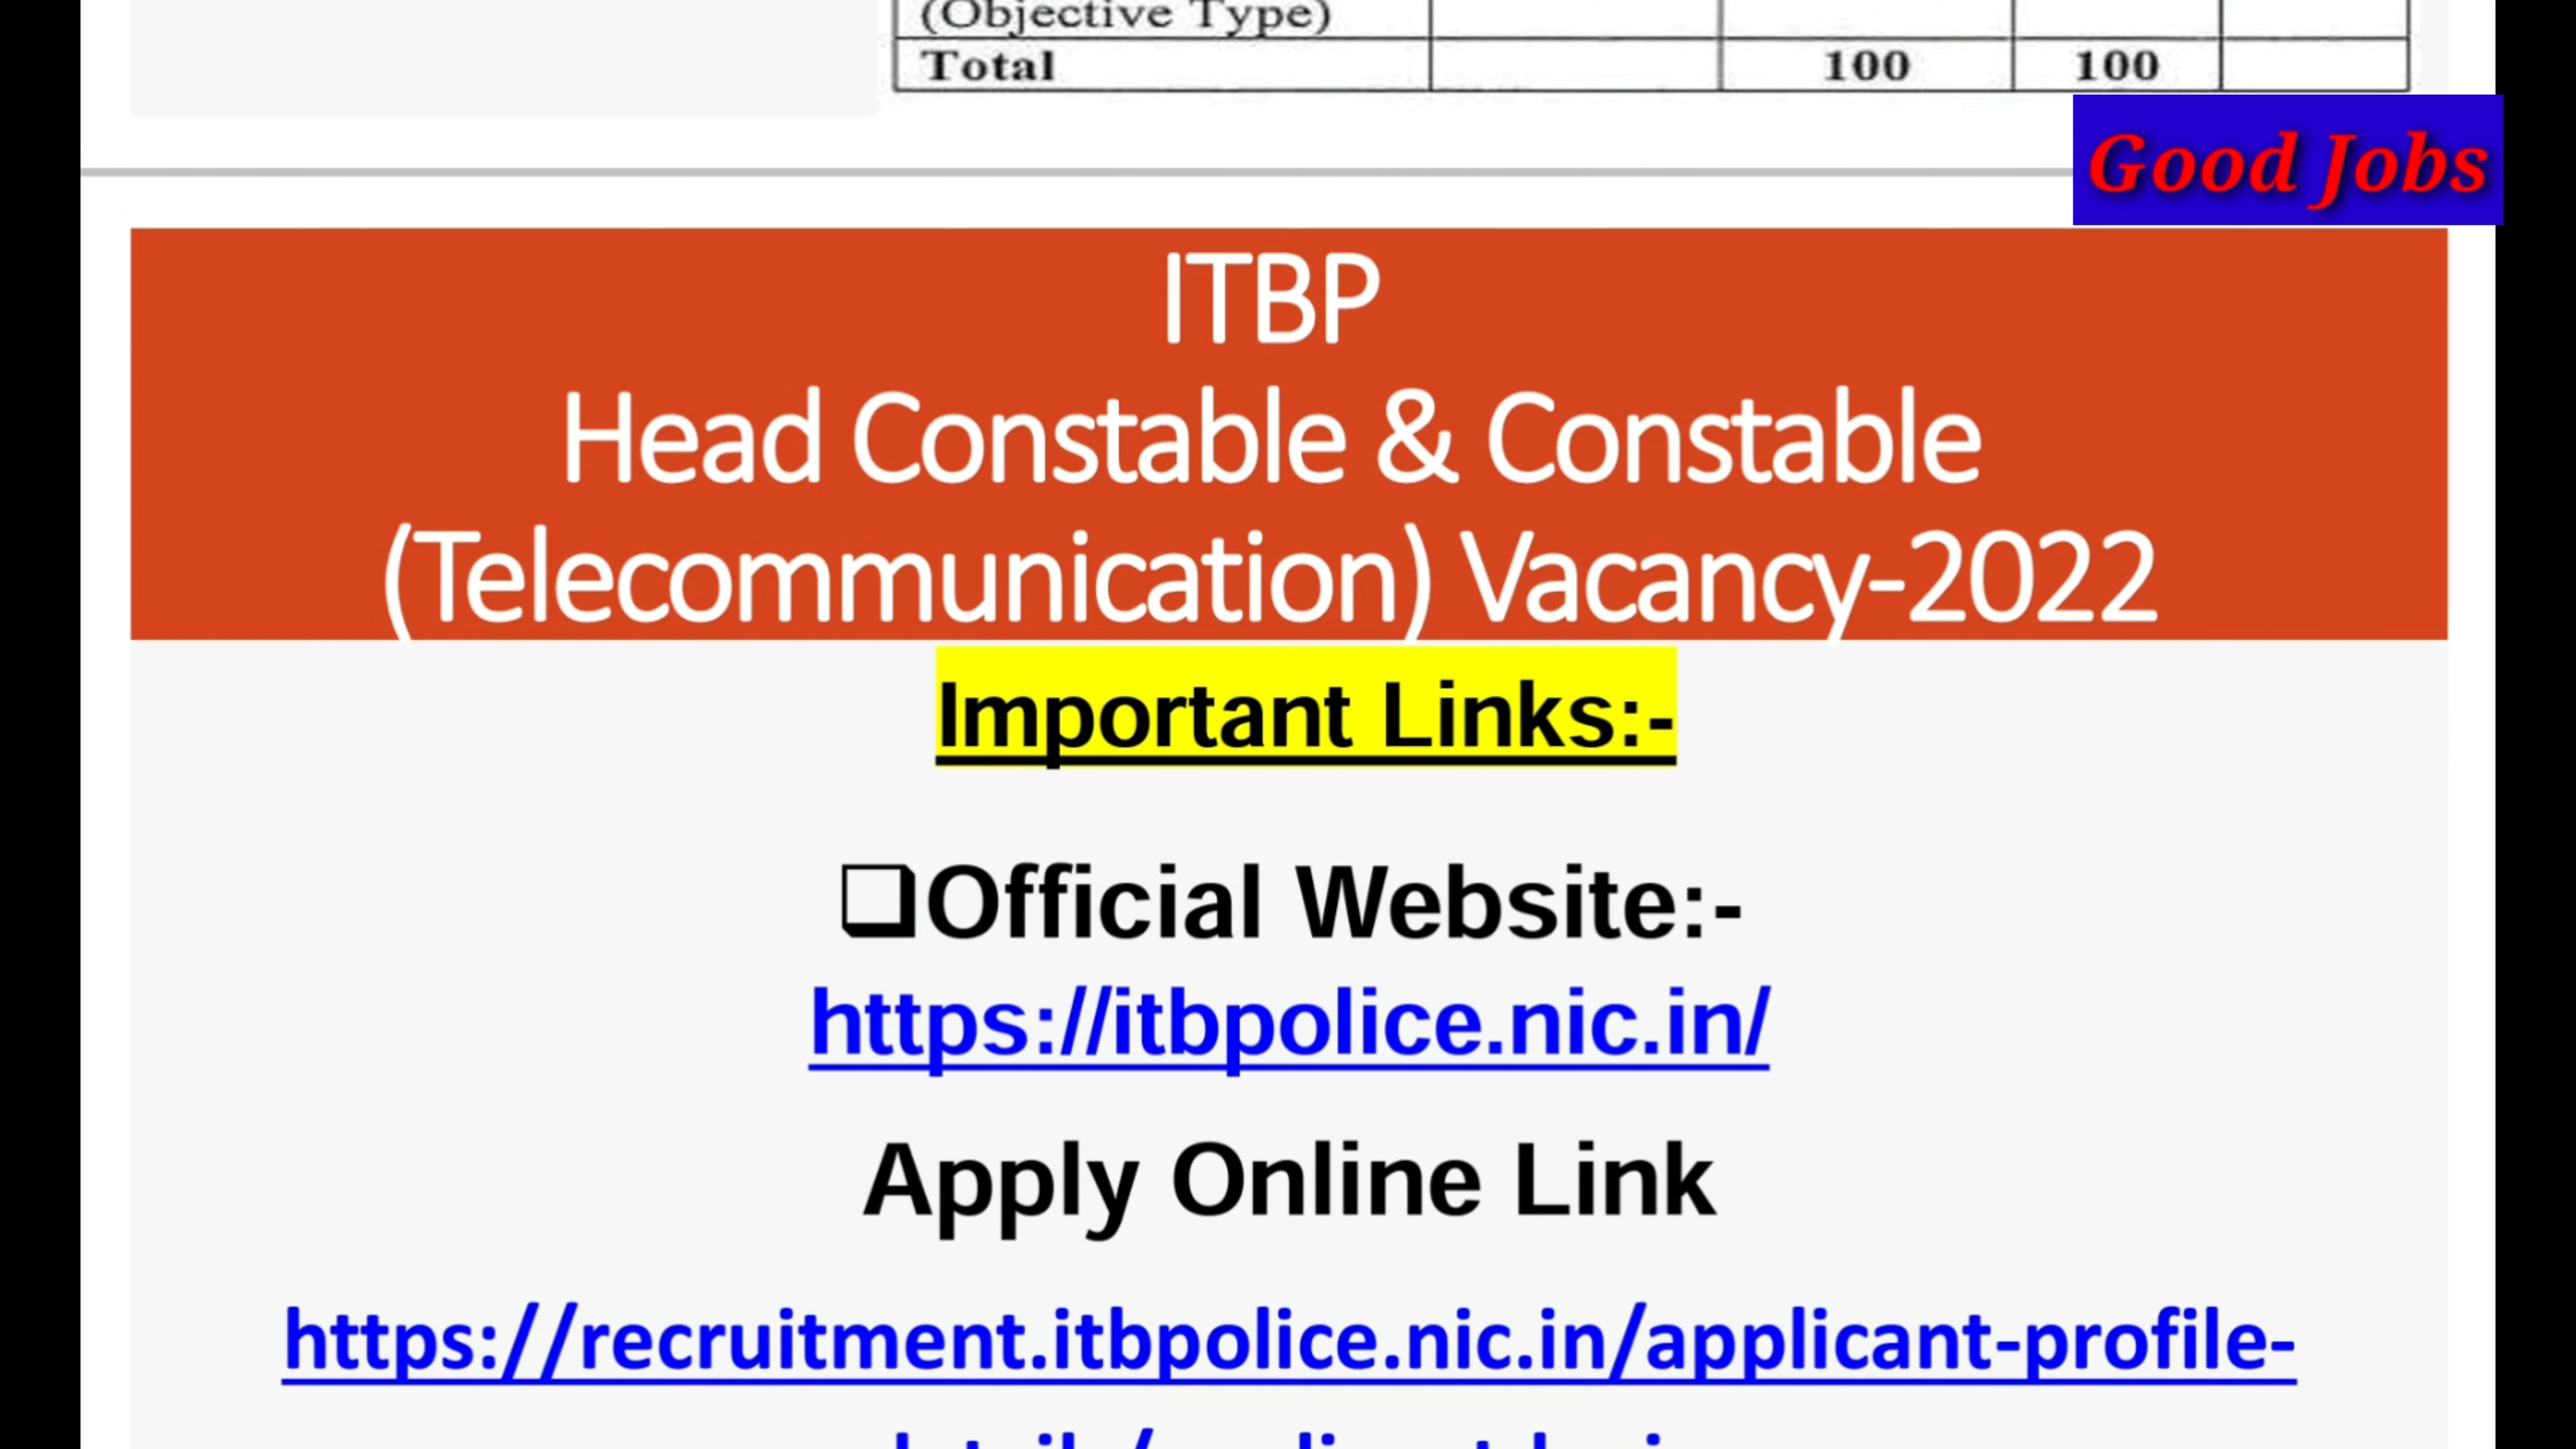 (Objective Type)
Total 100 100
Good Jobs
ITBP
Head Constable & Constable
(Telecommunication) Vacancy-2022
Important Links:-
❑Official Website:-
https://itbpolice.nic.in/
Apply Online Link
https://recruitment.itbpolice.nic.in/applicant-profile-